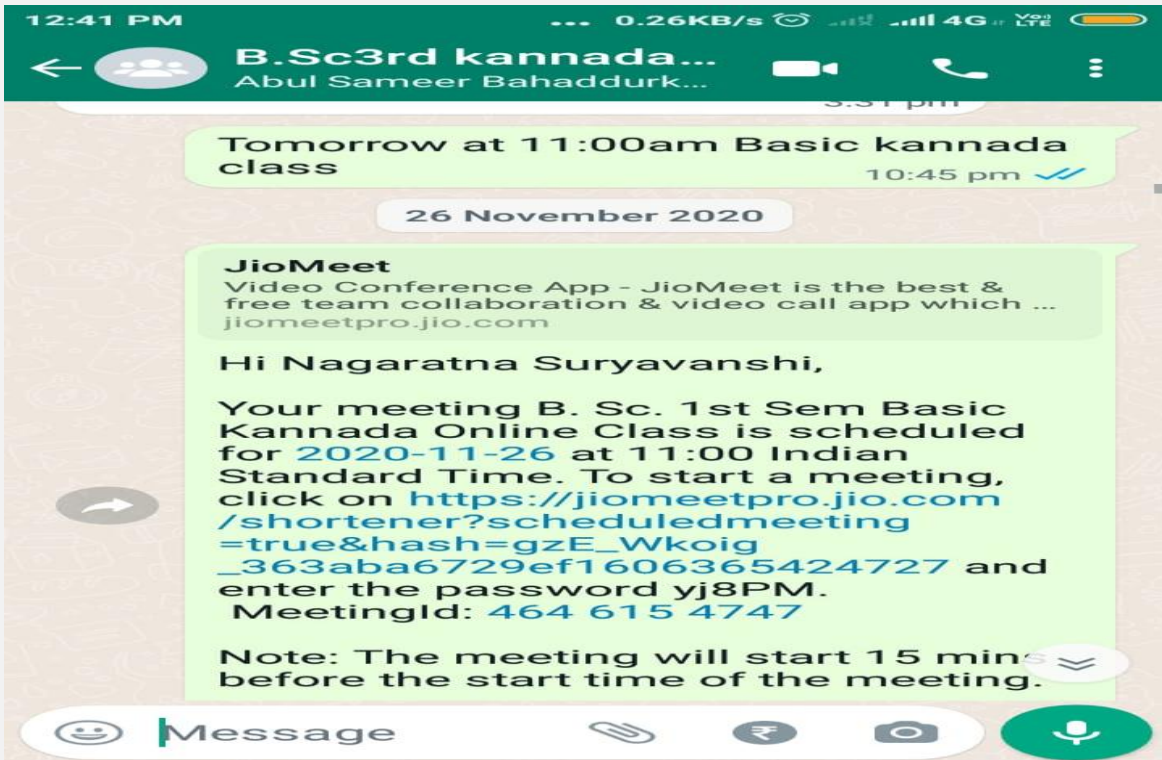 12:41 PM ... 0.26KB/s 4G Vo) LTE
B.Sc3rd kannada...
Abul Sameer Bahaddurk...
3:31 pm
Tomorrow at 11:00am Basic kannada
class
10:45 pm
26 November 2020
JioMeet
Video Conference App - JioMeet is the best &
free team collaboration & video call app which ...
jiomeetpro.jio.com
Hi Nagaratna Suryavanshi,
Your meeting B. Sc. 1st Sem Basic
Kannada Online Class is scheduled
for 2020-11-26 at 11:00 Indian
Standard Time. To start a meeting,
click on https://jiomeetpro.jio.com
/shortener?scheduledmeeting
=true&hash=gzE_Wkoig
_363aba6729ef1606365424727 and
enter the password yj8PM.
MeetingId: 464 615 4747
Note: The meeting will start 15 mins
before the start time of the meeting.
Message